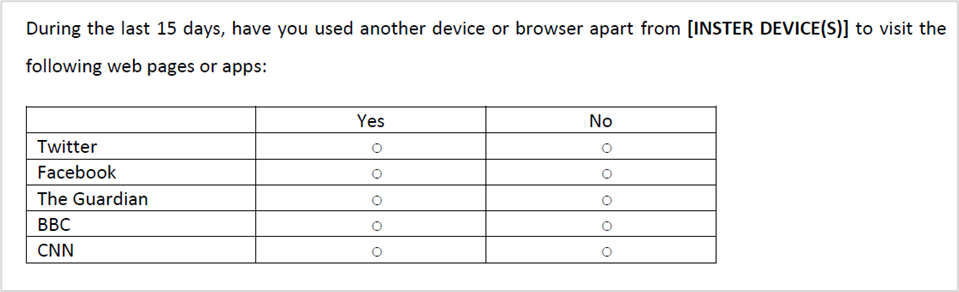 During the last 15 days, have you used another device or browser apart from [INSTER DEVICE(S)] to visit the
following web pages or apps:
Yes No
Twitter
Facebook
The Guardian
BBC
CNN